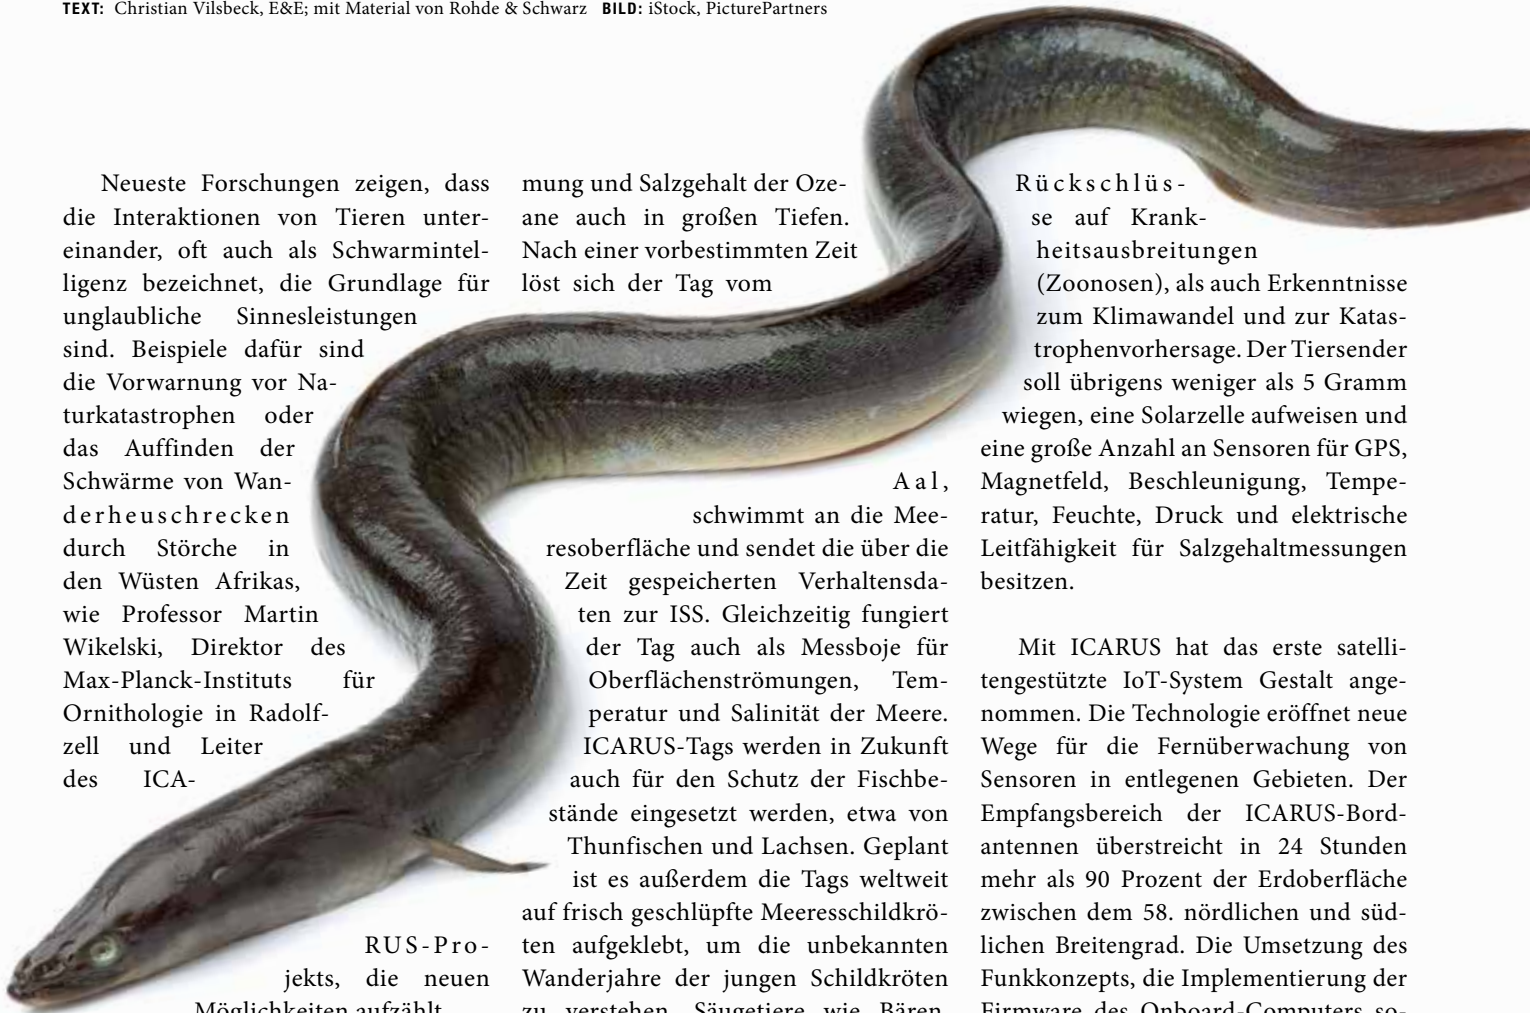 TEXT: Christian Vilsbeck, E&E; mit Material von Rohde & Schwarz BILD: iStock, PicturePartners
Neueste Forschungen zeigen, dass
die Interaktionen von Tieren unter-
einander, oft auch als Schwarmintel-
ligenz bezeichnet, die Grundlage für
unglaubliche Sinnesleistungen
sind. Beispiele dafür sind
die Vorwarnung vor Na-
turkatastrophen oder
das Auffinden der
Schwärme von Wan-
derheuschrecken
durch Störche in
den Wüsten Afrikas,
wie Professor Martin
Wikelski, Direktor des
Max-Planck-Instituts für
Ornithologie in Radolf-
zell und Leiter
des ICA-
RUS-Pro-
jekts, die neuen
Möglichkeiten aufzählt.
mung und Salzgehalt der Oze-
ane auch in großen Tiefen.
Nach einer vorbestimmten Zeit
löst sich der Tag vom
Aal,
schwimmt an die Mee-
resoberfläche und sendet die über die
Zeit gespeicherten Verhaltensda-
ten zur ISS. Gleichzeitig fungiert
der Tag auch als Messboje für
Oberflächenströmungen, Tem-
peratur und Salinität der Meere.
ICARUS-Tags werden in Zukunft
auch für den Schutz der Fischbe-
stände eingesetzt werden, etwa von
Thunfischen und Lachsen. Geplant
ist es außerdem die Tags weltweit
auf frisch geschlüpfte Meeresschildkrö-
ten aufgeklebt, um die unbekannten
Wanderjahre der jungen Schildkröten
zu verstehen. Säugetiere wie Bären,
Rückschlüs-
se auf Krank-
heitsausbreitungen
(Zoonosen), als auch Erkenntnisse
zum Klimawandel und zur Katas-
trophenvorhersage. Der Tiersender
soll übrigens weniger als 5 Gramm
wiegen, eine Solarzelle aufweisen und
eine große Anzahl an Sensoren für GPS,
Magnetfeld, Beschleunigung, Tempe-
ratur, Feuchte, Druck und elektrische
Leitfähigkeit für Salzgehaltmessungen
besitzen.
Mit ICARUS hat das erste satelli-
tengestützte IoT-System Gestalt ange-
nommen. Die Technologie eröffnet neue
Wege für die Fernüberwachung von
Sensoren in entlegenen Gebieten. Der
Empfangsbereich der ICARUS-Bord-
antennen überstreicht in 24 Stunden
mehr als 90 Prozent der Erdoberfläche
zwischen dem 58. nördlichen und süd-
lichen Breitengrad. Die Umsetzung des
Funkkonzepts, die Implementierung der
Firmware des Onboard-Computers so-